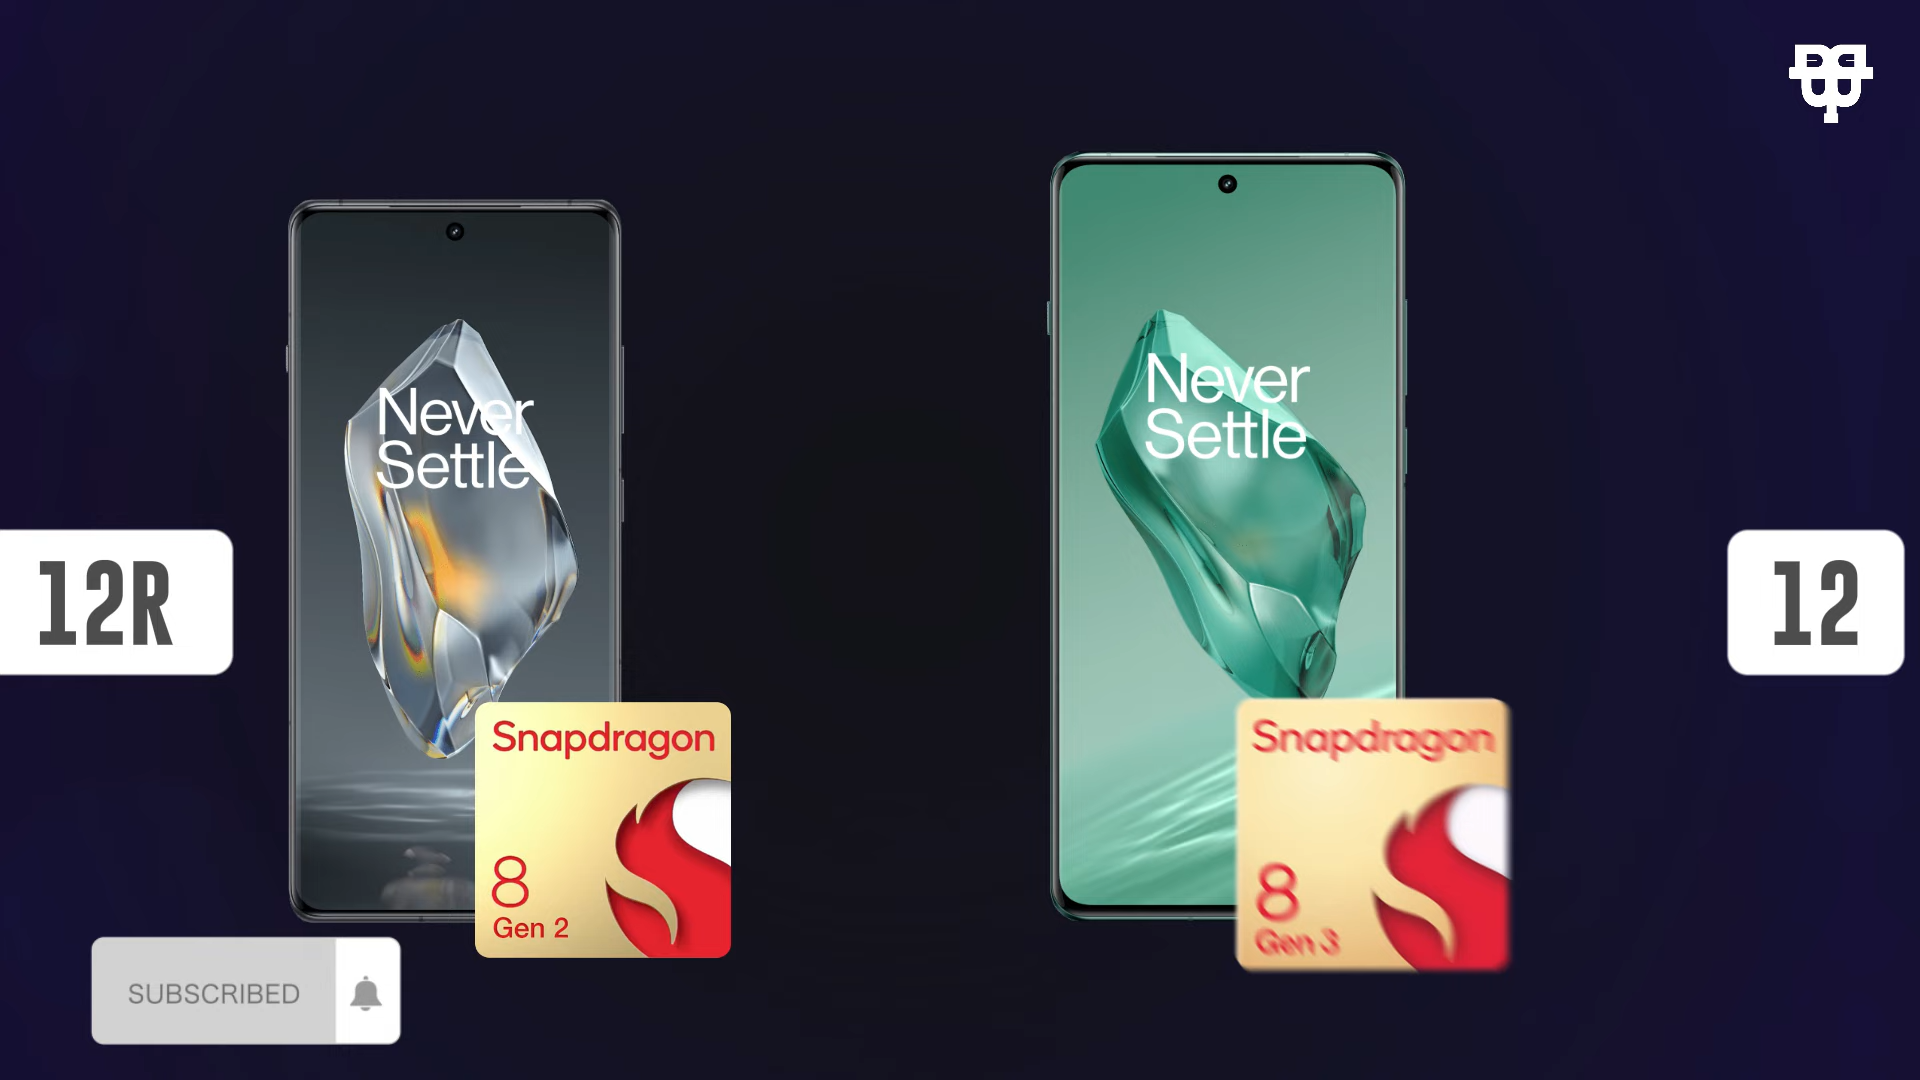 Never
Settle
12R
Snapdragon
8
Gen 2
SUBSCRIBED
Never
Settle
12
Snapdragon
8
Gen 3